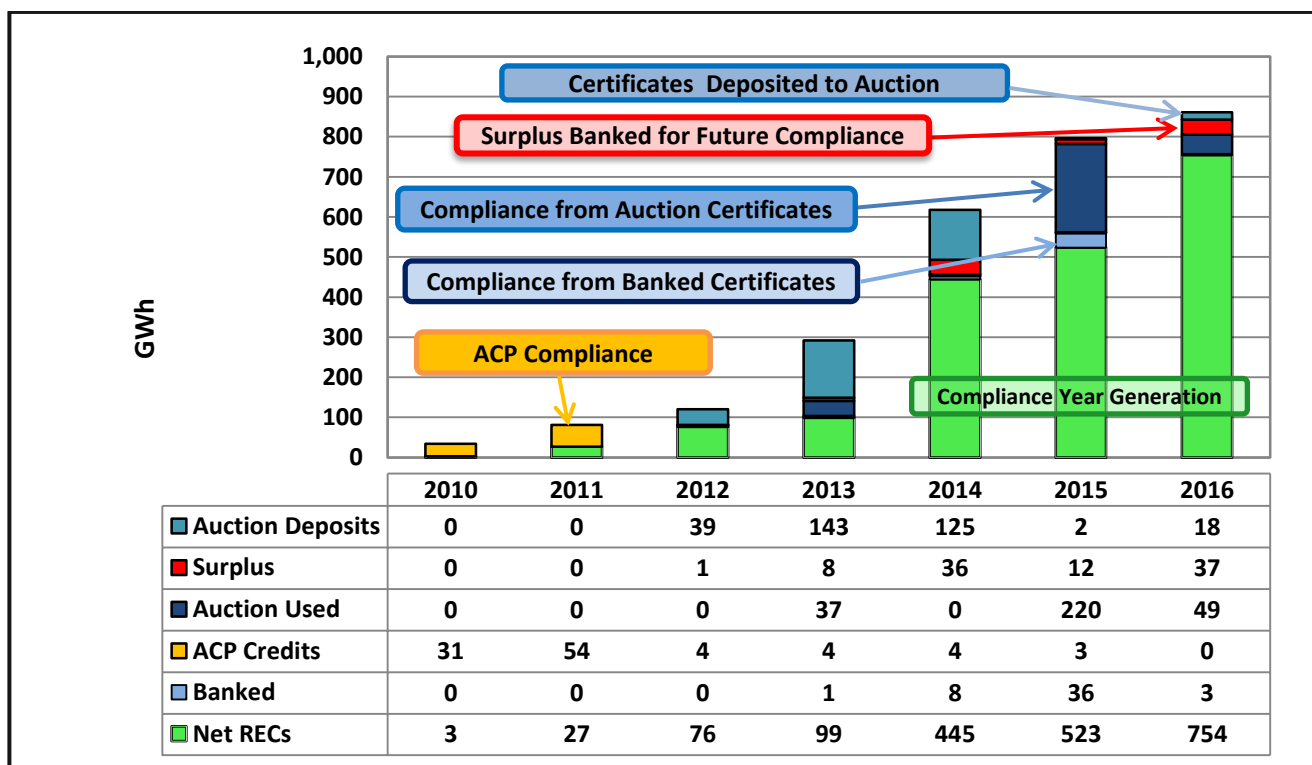 1,000
900
800
700
600
500
400
300
200
100
0
GWh
Certificates Deposited to Auction
Surplus Banked for Future Compliance
Compliance from Auction Certificates
Compliance from Banked Certificates
ACP Compliance
Compliance Year Generation
2010 2011 2012 2013 2014 2015 2016
Auction Deposits 0 0 39 143 125 2 18
Surplus 0 0 1 8 36 12 37
Auction Used 0 0 0 37 0 220 49
ACP Credits 31 54 4 4 4 3 0
Banked 0 0 0 1 8 36 3
Net RECs 3 27 76 99 445 523 754